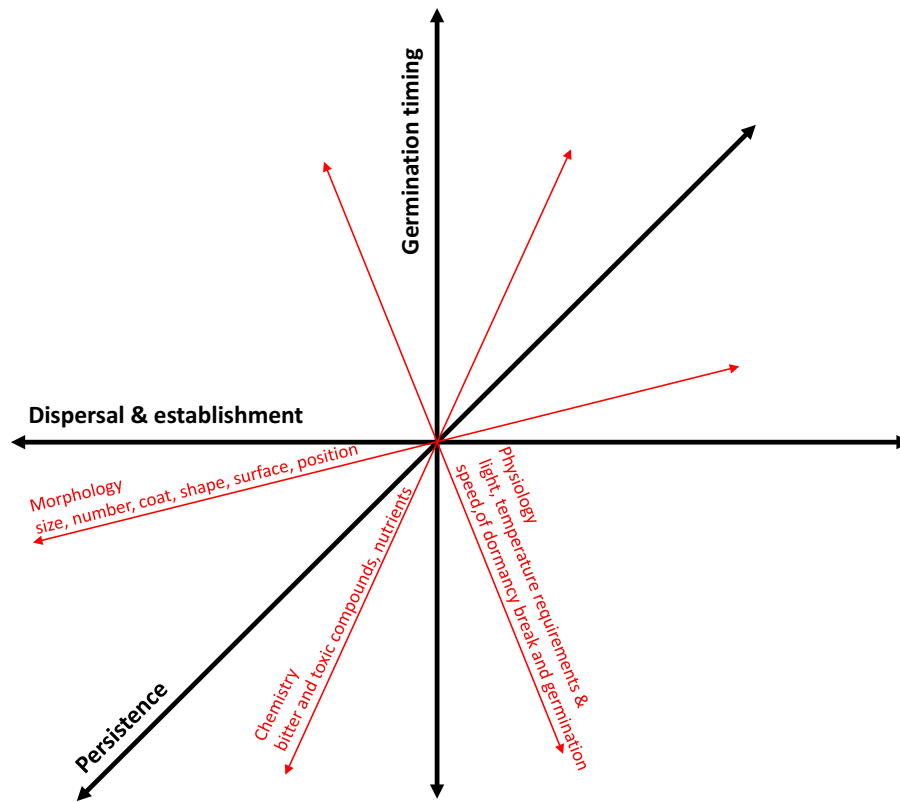 Germination timing
Dispersal & establishment
Morphology
size, number, coat, shape, surface, position
Physiology
light, temperature requirements &
speed,of dormancy break and germination
Chemistry
bitter and toxic compounds, nutrients
Persistence